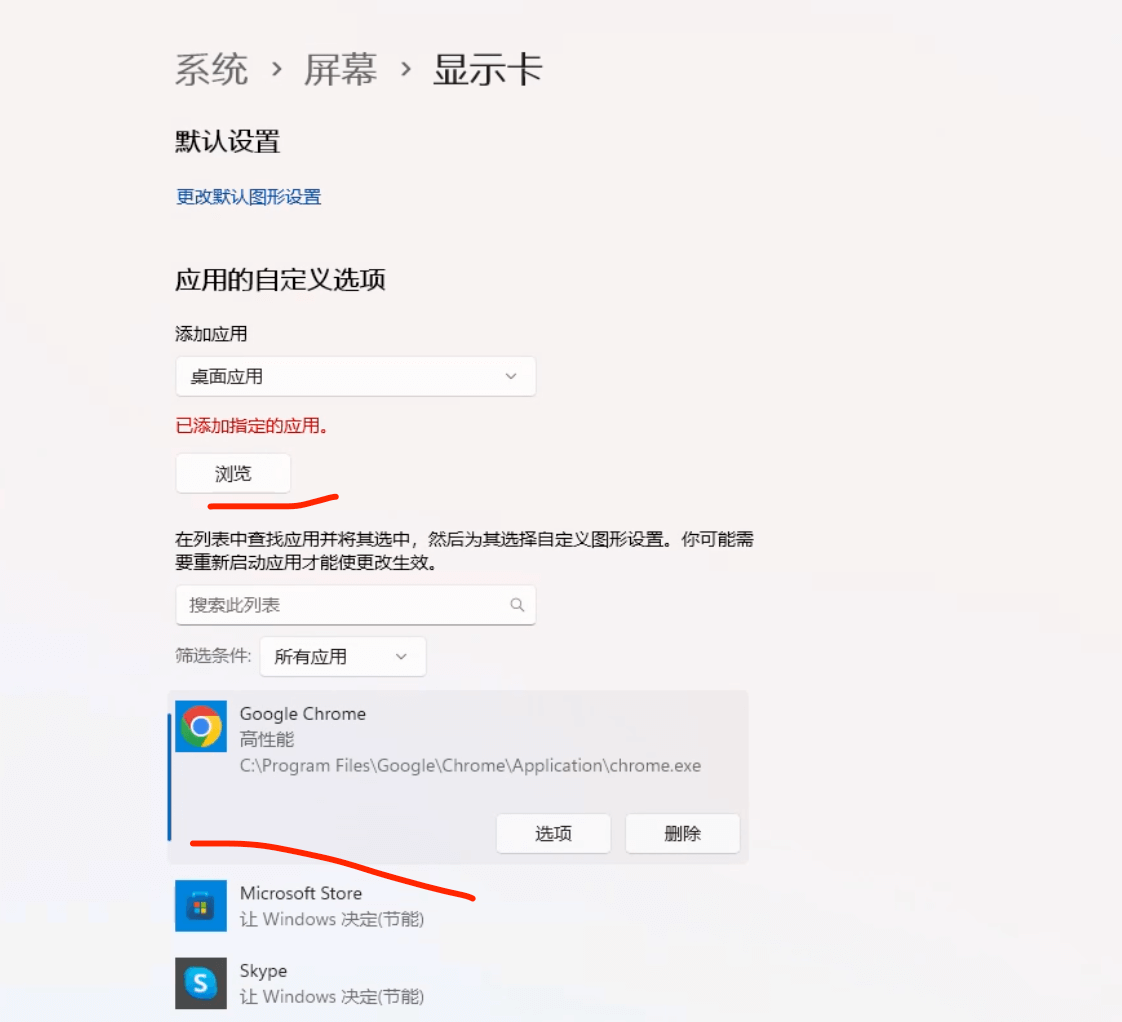 系统 › 屏幕 › 显示卡
默认设置
更改默认图形设置
应用的自定义选项
添加应用
桌面应用
已添加指定的应用。
浏览
在列表中查找应用并将其选中，然后为其选择自定义图形设置。你可能需
要重新启动应用才能使更改生效。
搜索此列表
筛选条件: 所有应用
Google Chrome
高性能
C:\Program Files\Google\Chrome\Application\chrome.exe
选项 删除
Microsoft Store
让 Windows 决定(节能)
Skype
让 Windows 决定(节能)